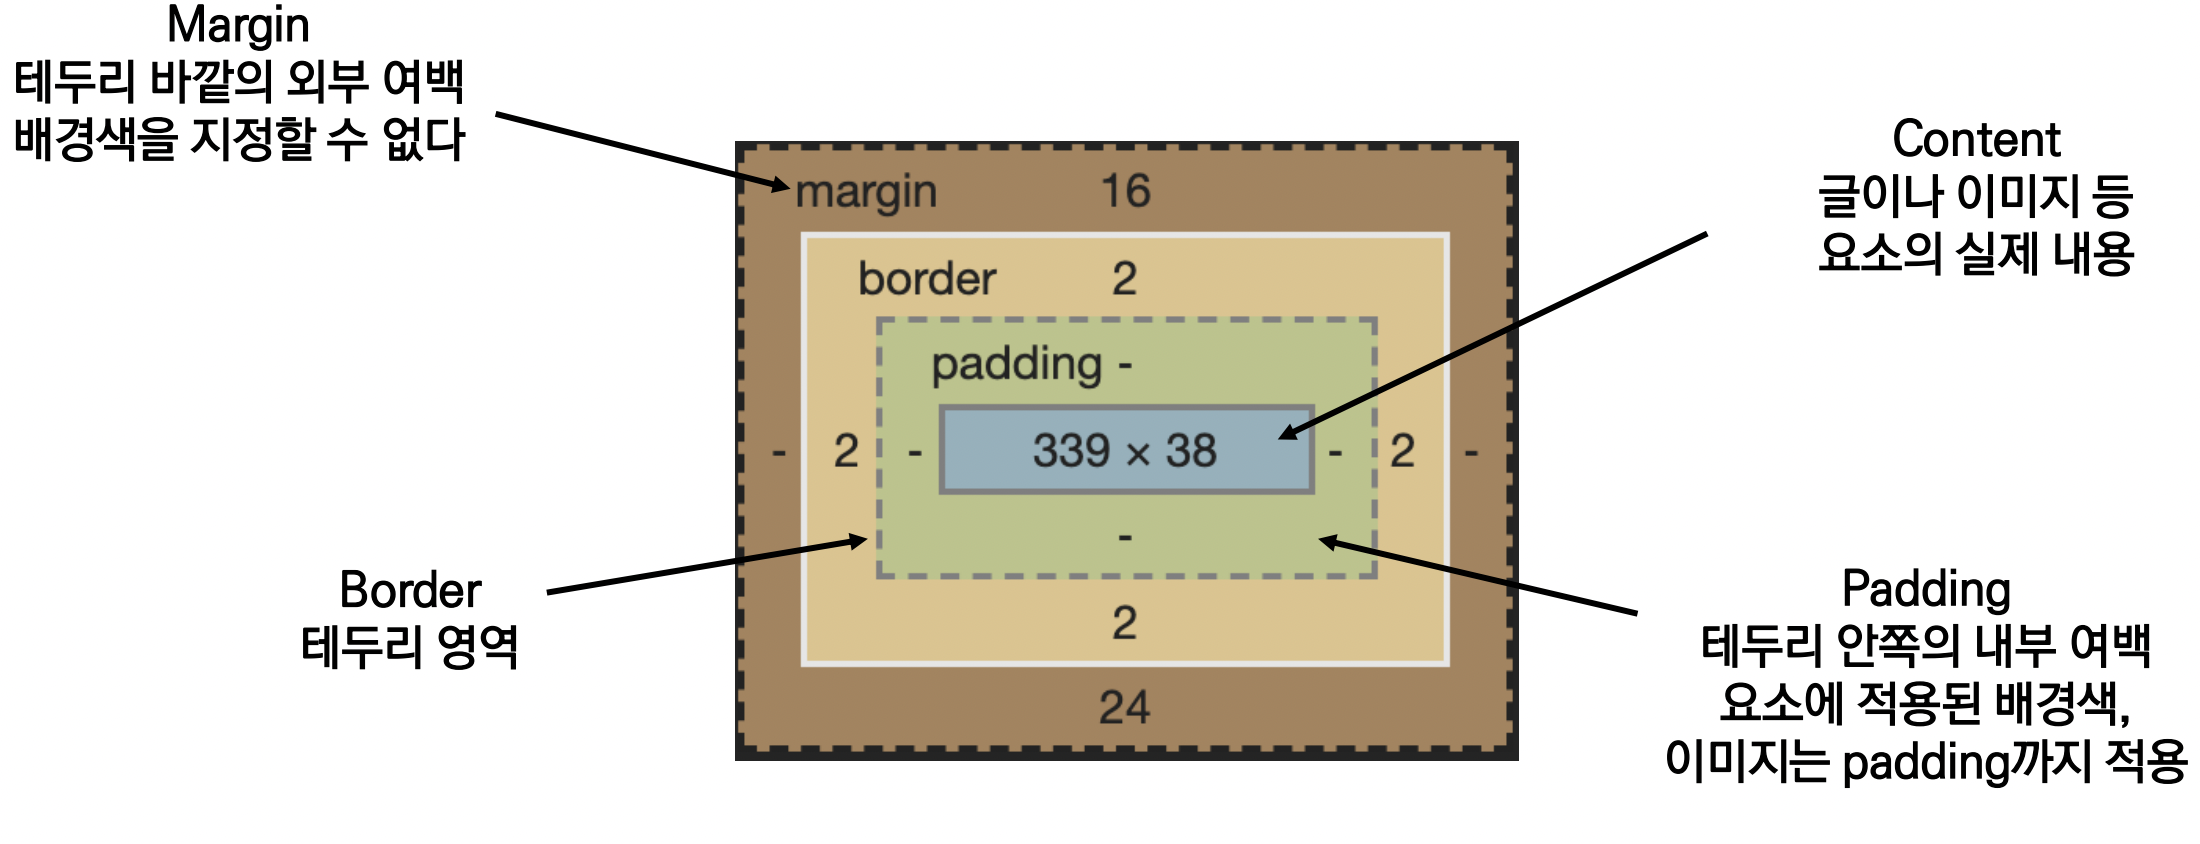 Margin
테두리 바깥의 외부 여백
배경색을 지정할 수 없다
Content
글이나 이미지 등
요소의 실제 내용
margin 16
border 2
padding -
- 2 - 339 × 38 - 2 -
-
2
24
Border
테두리 영역
Padding
테두리 안쪽의 내부 여백
요소에 적용된 배경색,
이미지는 padding까지 적용